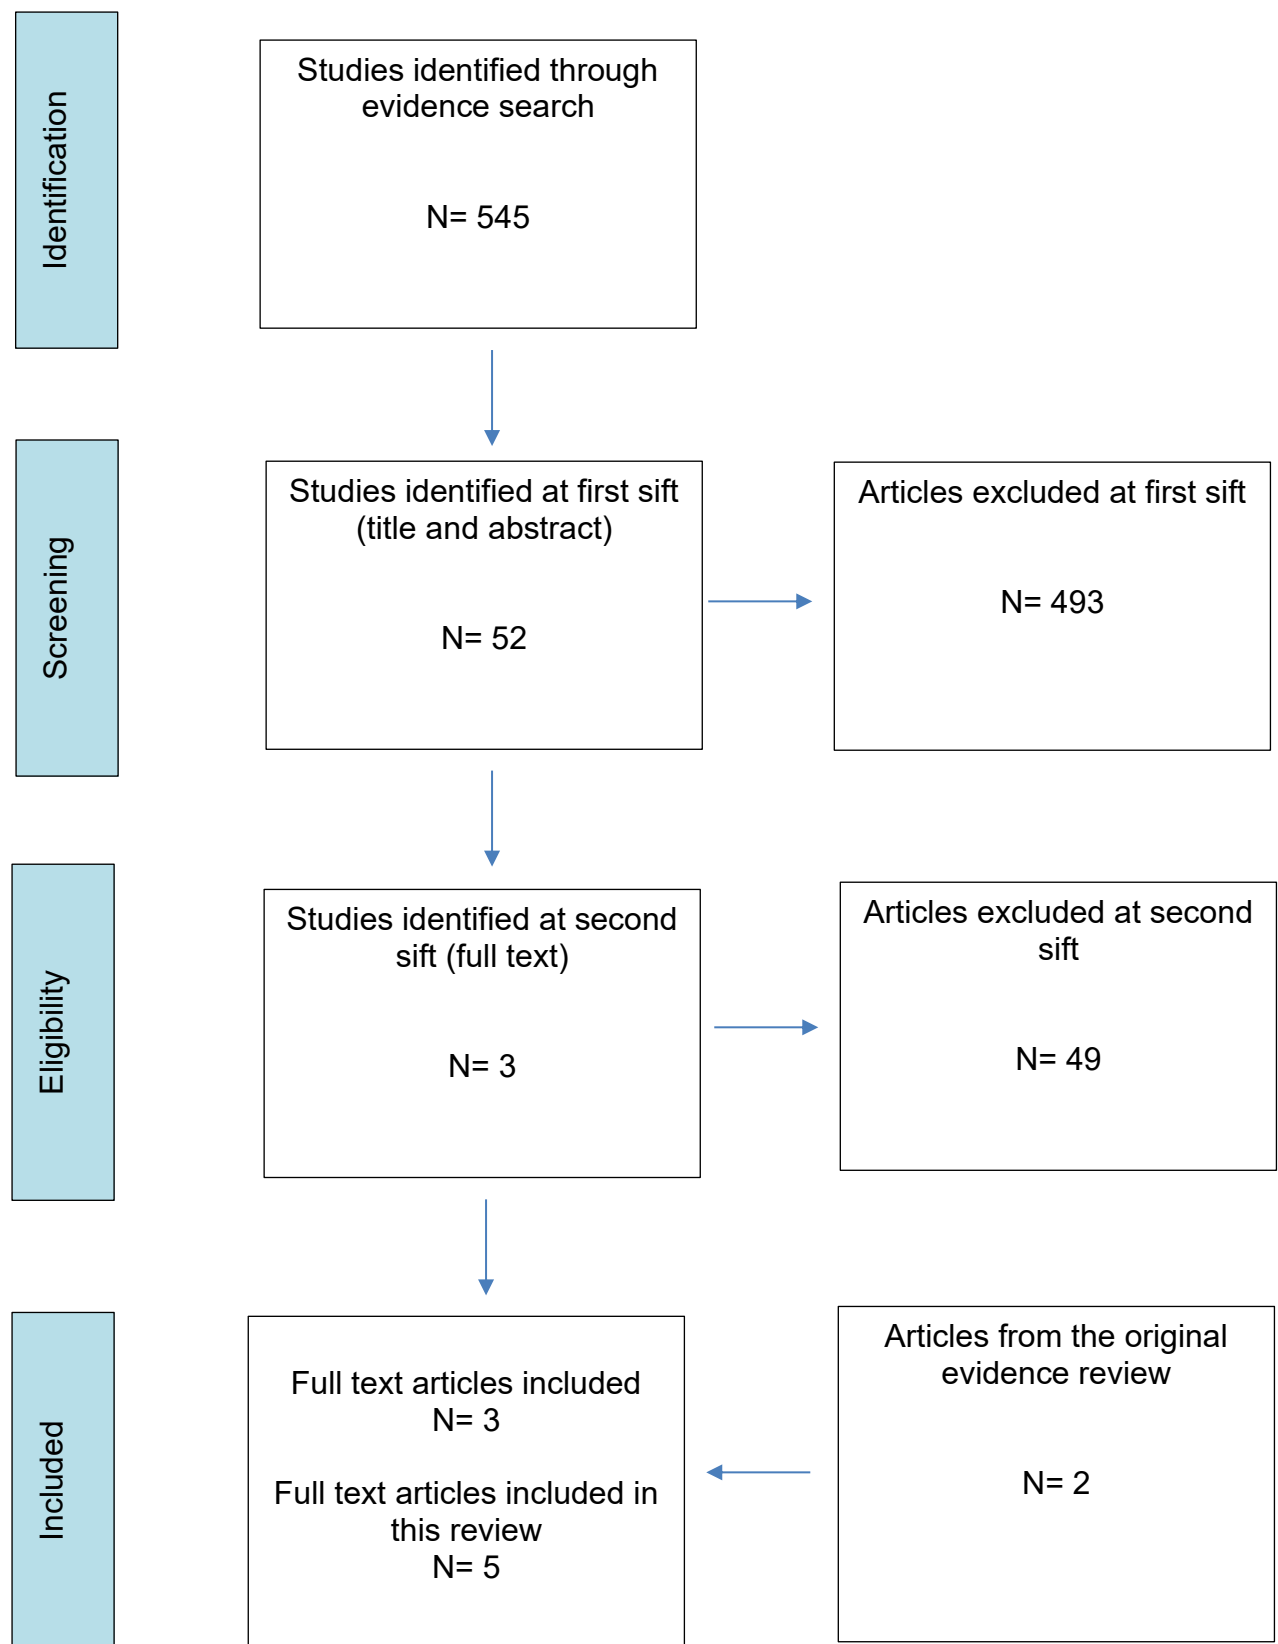 Identification
Studies identified through
evidence search
N= 545
Screening
Studies identified at first sift
(title and abstract)
N= 52
Articles excluded at first sift
N= 493
Eligibility
Studies identified at second
sift (full text)
N= 3
Articles excluded at second
sift
N= 49
Included
Full text articles included
N= 3
Full text articles included in
this review
N= 5
Articles from the original
evidence review
N= 2